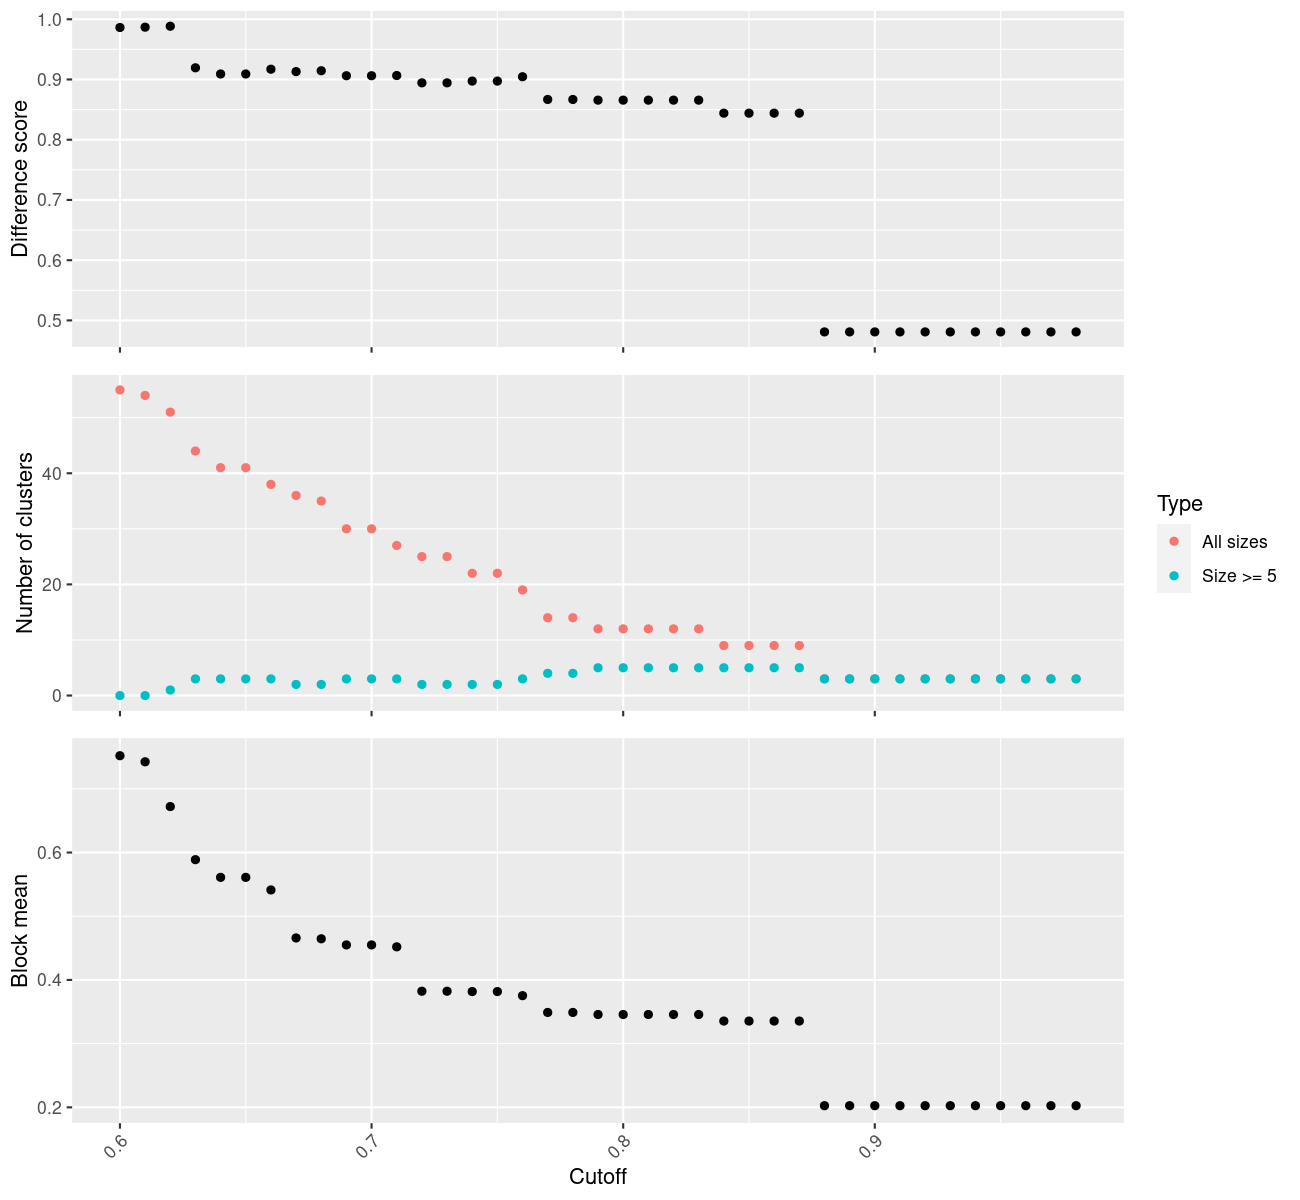 Difference score
1.0
0.9
0.8
0.7
0.6
0.5
Number of clusters
40
20
0
Type
All sizes
Size >= 5
Block mean
0.6
0.4
0.2
0.6
0.7
0.8
0.9
Cutoff